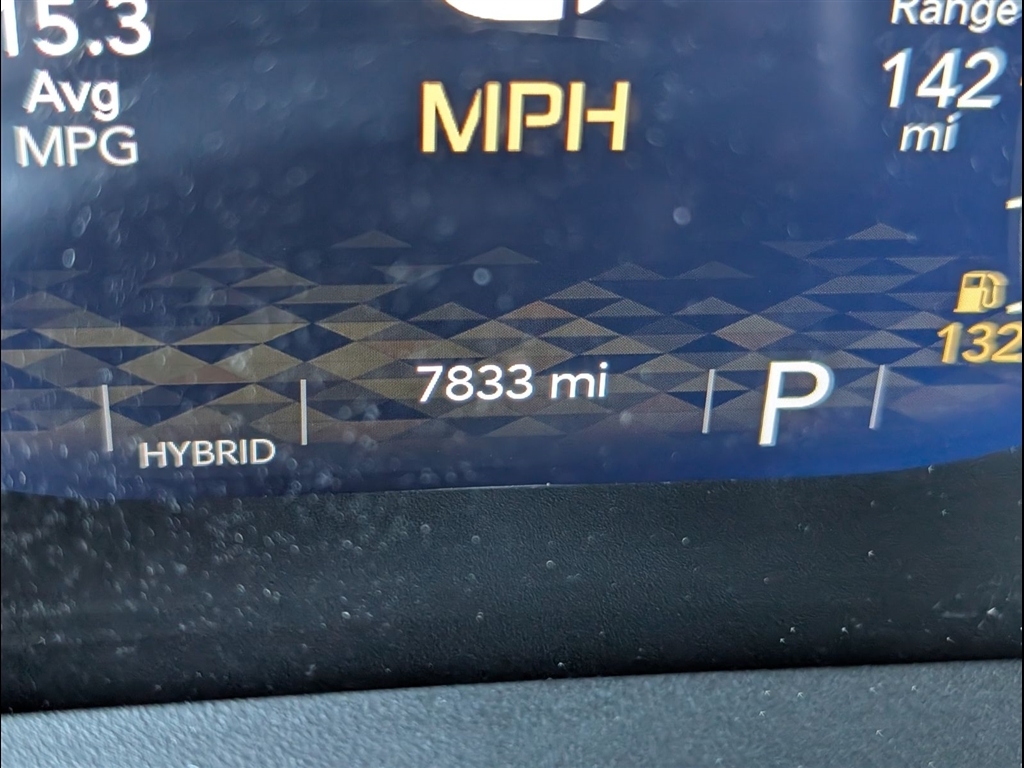 15.3
Avg
MPG
MPH
Range
142
mi
132
7833 mi
P
HYBRID